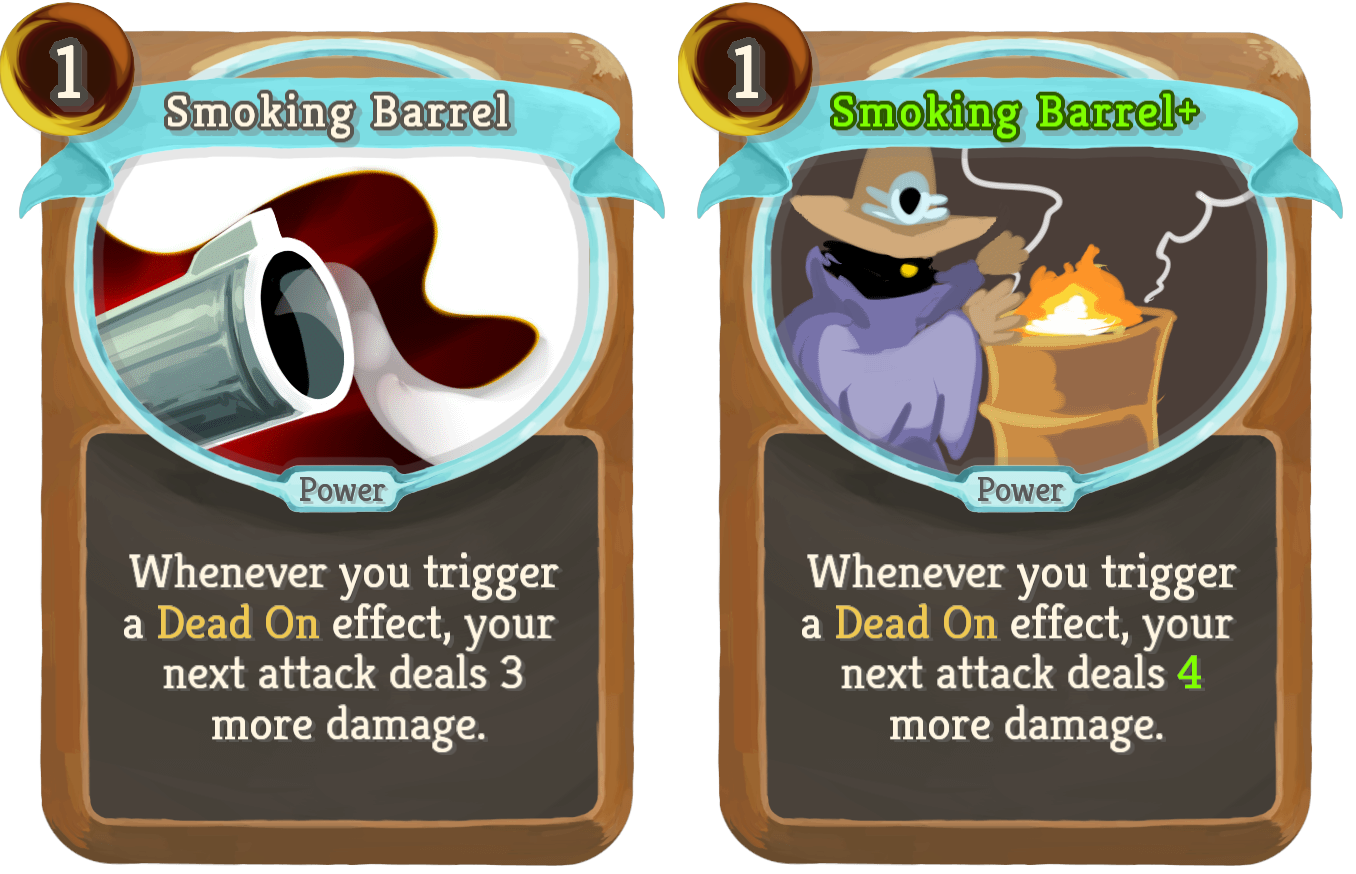 1
Smoking Barrel
Power
Whenever you trigger
a Dead On effect, your
next attack deals 3
more damage.
1
Smoking Barrel+
Power
Whenever you trigger
a Dead On effect, your
next attack deals 4
more damage.